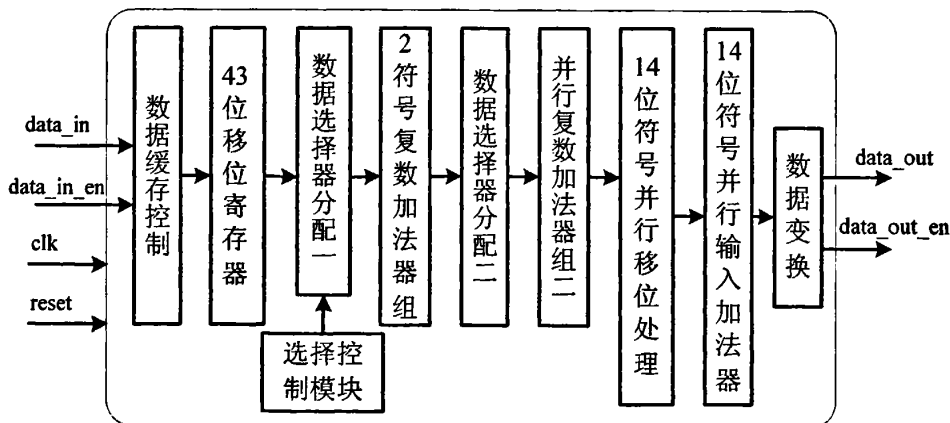 data_in
data_in_en
clk
reset
数据缓存控制
43位移位寄存器
数据选择器分配一
选择控
制模块
2符号复数加法器组
数据选择器分配二
并行复数加法器组二
14位符号并行移位处理
14位符号并行输入加法器
数据变换
data_out
data_out_en